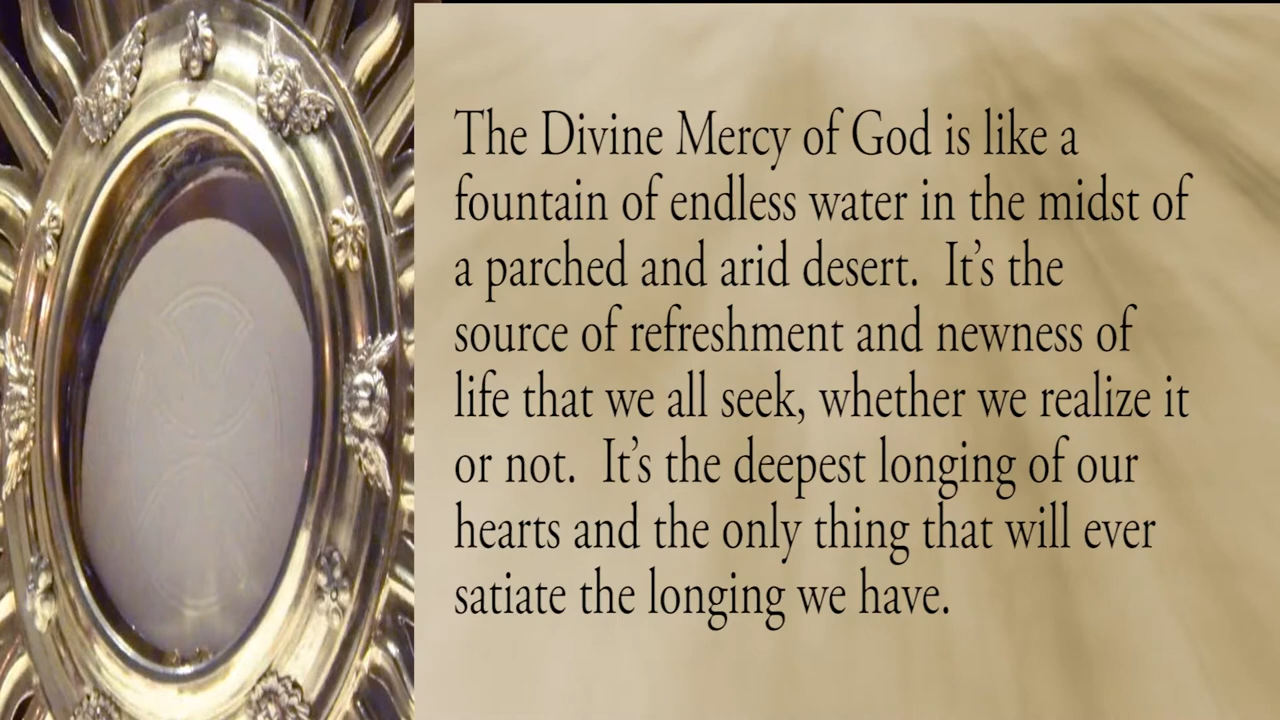 The Divine Mercy of God is like a
fountain of endless water in the midst of
a parched and arid desert.  It’s the
source of refreshment and newness of
life that we all seek, whether we realize it
or not.  It’s the deepest longing of our
hearts and the only thing that will ever
satiate the longing we have.